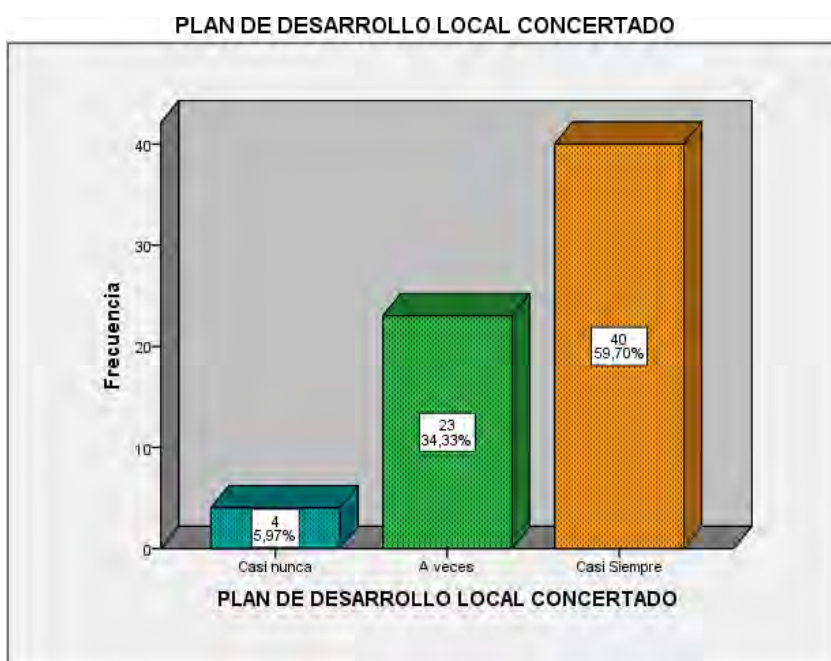 PLAN DE DESARROLLO LOCAL CONCERTADO
40
30
20
10
0
Frecuencia
4
5,97%
23
34,33%
40
59,70%
Casi nunca
A veces
Casi Siempre
PLAN DE DESARROLLO LOCAL CONCERTADO